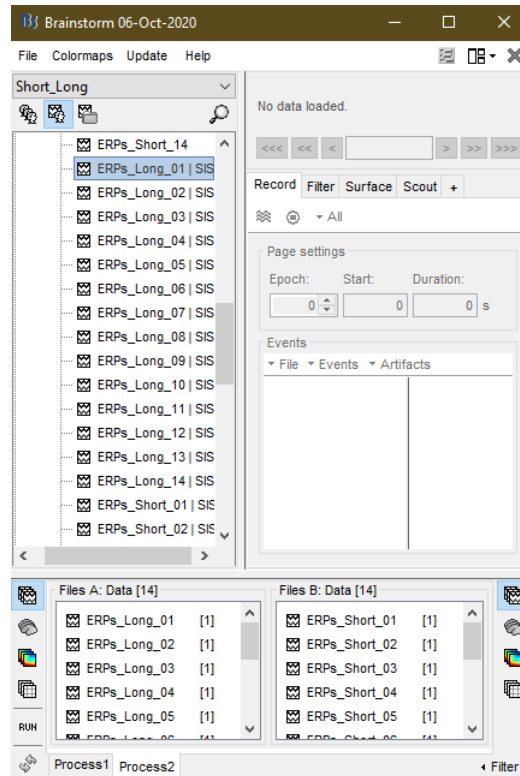 Brainstorm 06-Oct-2020
File Colormaps Update Help
Short_Long
ERPs_Short_14
ERPs_Long_01 | SIS
ERPs_Long_02 | SIS
ERPs_Long_03 | SIS
ERPs_Long_04 | SIS
ERPs_Long_05 | SIS
ERPs_Long_06 | SIS
ERPs_Long_07 | SIS
ERPs_Long_08 | SIS
ERPs_Long_09 | SIS
ERPs_Long_10 | SIS
ERPs_Long_11 | SIS
ERPs_Long_12 | SIS
ERPs_Long_13 | SIS
ERPs_Long_14 | SIS
ERPs_Short_01 | SIS
ERPs_Short_02 | SIS
No data loaded.
<<< << < > >> >>>
Record Filter Surface Scout +
All
Page settings
Epoch: Start: Duration:
0 0 0 s
Events
File Events Artifacts
Files A: Data [14]
ERPs_Long_01 [1]
ERPs_Long_02 [1]
ERPs_Long_03 [1]
ERPs_Long_04 [1]
ERPs_Long_05 [1]
Files B: Data [14]
ERPs_Short_01 [1]
ERPs_Short_02 [1]
ERPs_Short_03 [1]
ERPs_Short_04 [1]
ERPs_Short_05 [1]
RUN
Process1 Process2
Filter